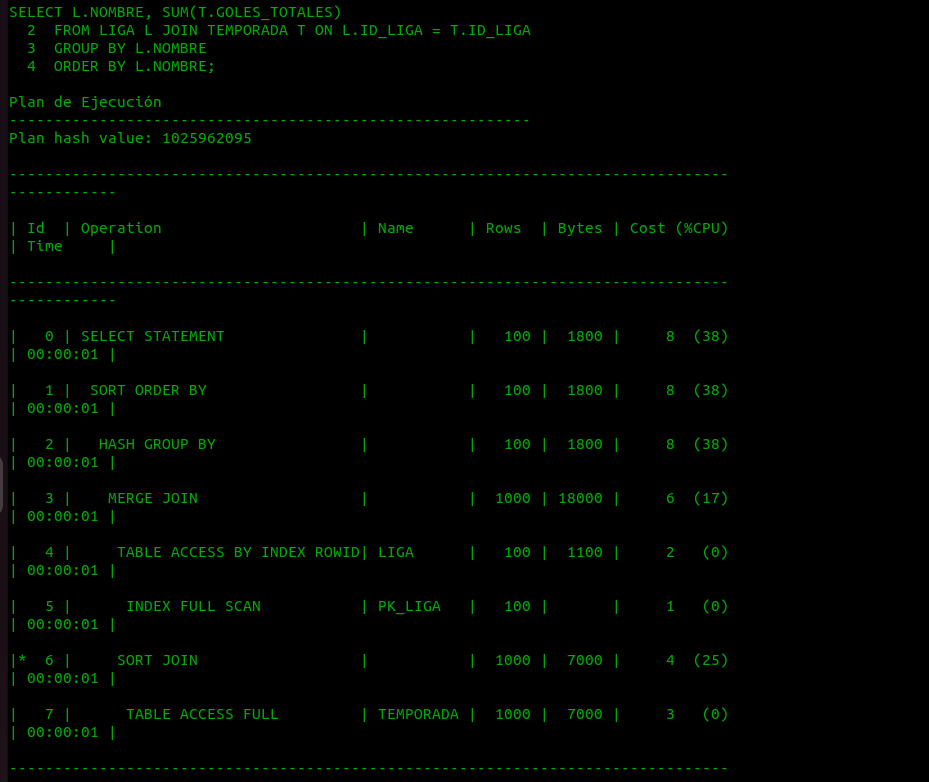 SELECT L.NOMBRE, SUM(T.GOLES_TOTALES)
  2  FROM LIGA L JOIN TEMPORADA T ON L.ID_LIGA = T.ID_LIGA
  3  GROUP BY L.NOMBRE
  4  ORDER BY L.NOMBRE;

Plan de Ejecución
----------------------------------------------------------
Plan hash value: 1025962095

--------------------------------------------------------------------------------
------------

| Id  | Operation                      | Name      | Rows  | Bytes | Cost (%CPU)
| Time     |

--------------------------------------------------------------------------------
------------

|   0 | SELECT STATEMENT               |           |   100 |  1800 |     8  (38)
| 00:00:01 |

|   1 |  SORT ORDER BY                 |           |   100 |  1800 |     8  (38)
| 00:00:01 |

|   2 |   HASH GROUP BY                |           |   100 |  1800 |     8  (38)
| 00:00:01 |

|   3 |    MERGE JOIN                  |           |  1000 | 18000 |     6  (17)
| 00:00:01 |

|   4 |     TABLE ACCESS BY INDEX ROWID| LIGA      |   100 |  1100 |     2   (0)
| 00:00:01 |

|   5 |      INDEX FULL SCAN           | PK_LIGA   |   100 |       |     1   (0)
| 00:00:01 |

|*  6 |     SORT JOIN                  |           |  1000 |  7000 |     4  (25)
| 00:00:01 |

|   7 |      TABLE ACCESS FULL         | TEMPORADA |  1000 |  7000 |     3   (0)
| 00:00:01 |

--------------------------------------------------------------------------------